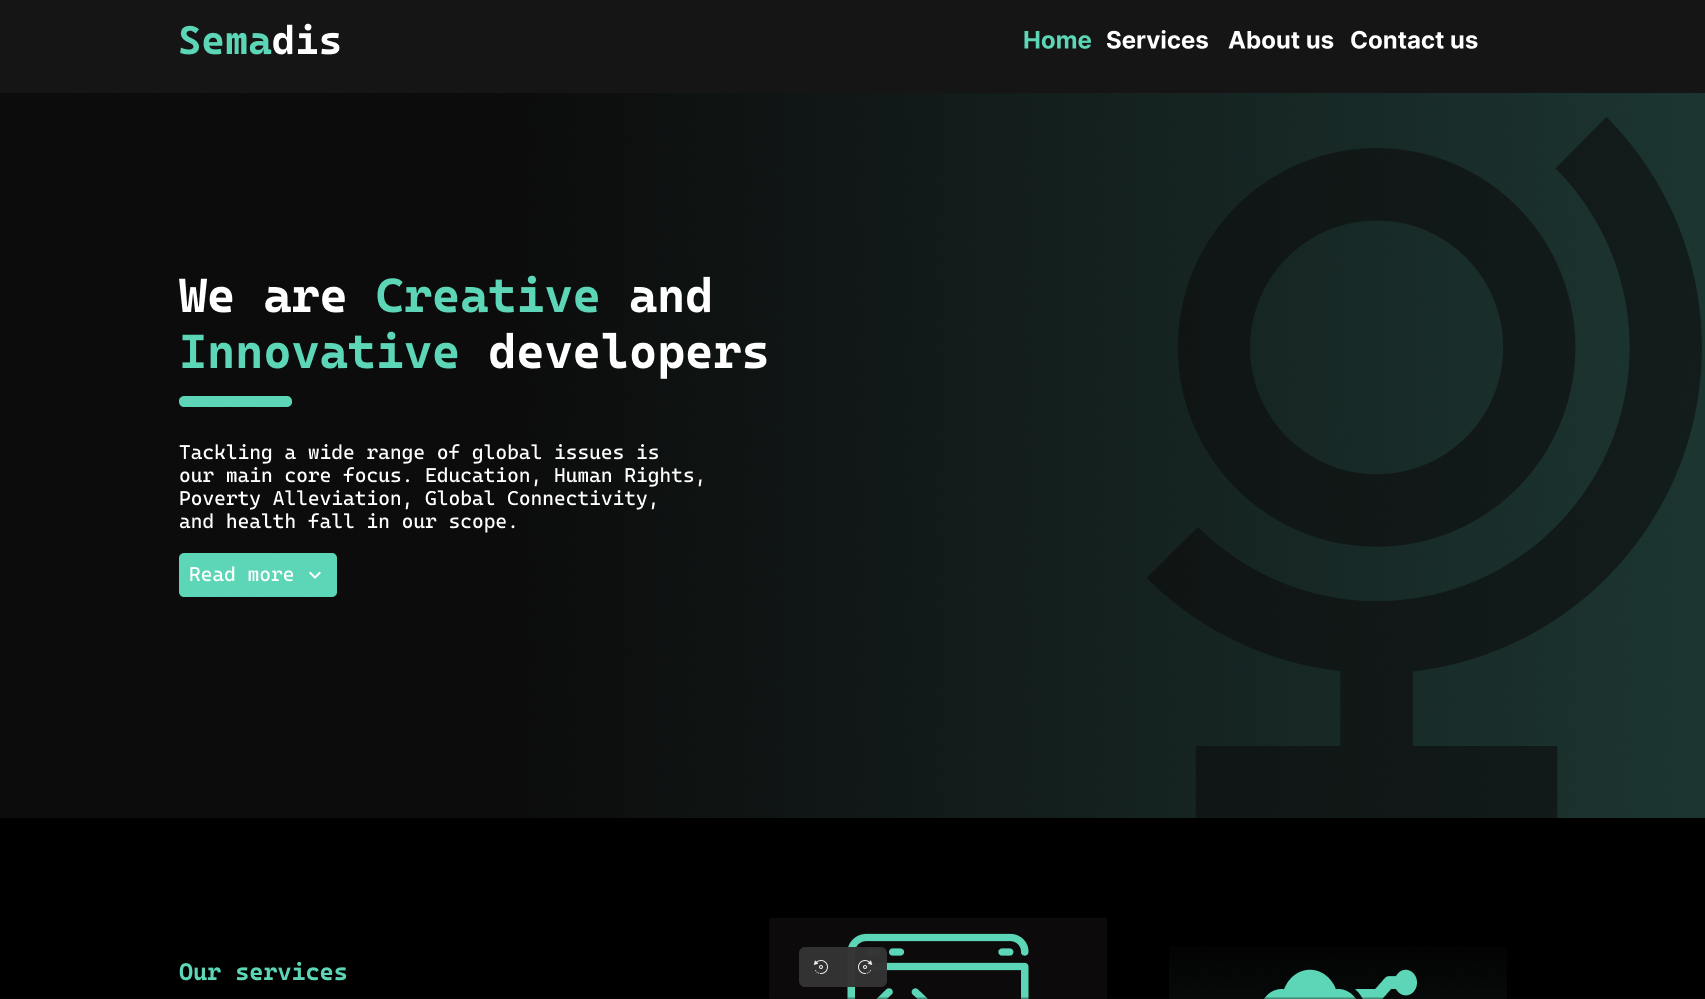 Semadis
Home Services About us Contact us
We are Creative and
Innovative developers
Tackling a wide range of global issues is
our main core focus. Education, Human Rights,
Poverty Alleviation, Global Connectivity,
and health fall in our scope.
Read more
Our services